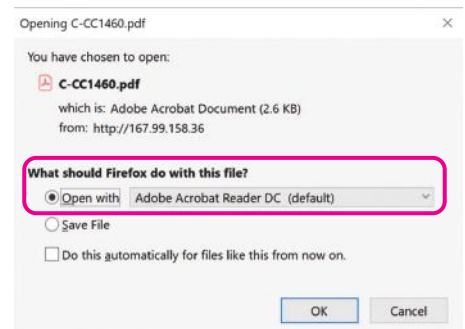 Opening C-CC1460.pdf
You have chosen to open:
C-CC1460.pdf
which is: Adobe Acrobat Document (2.6 KB)
from: http://167.99.158.36
What should Firefox do with this file?
Open with Adobe Acrobat Reader DC (default)
Save File
Do this automatically for files like this from now on.
OK Cancel